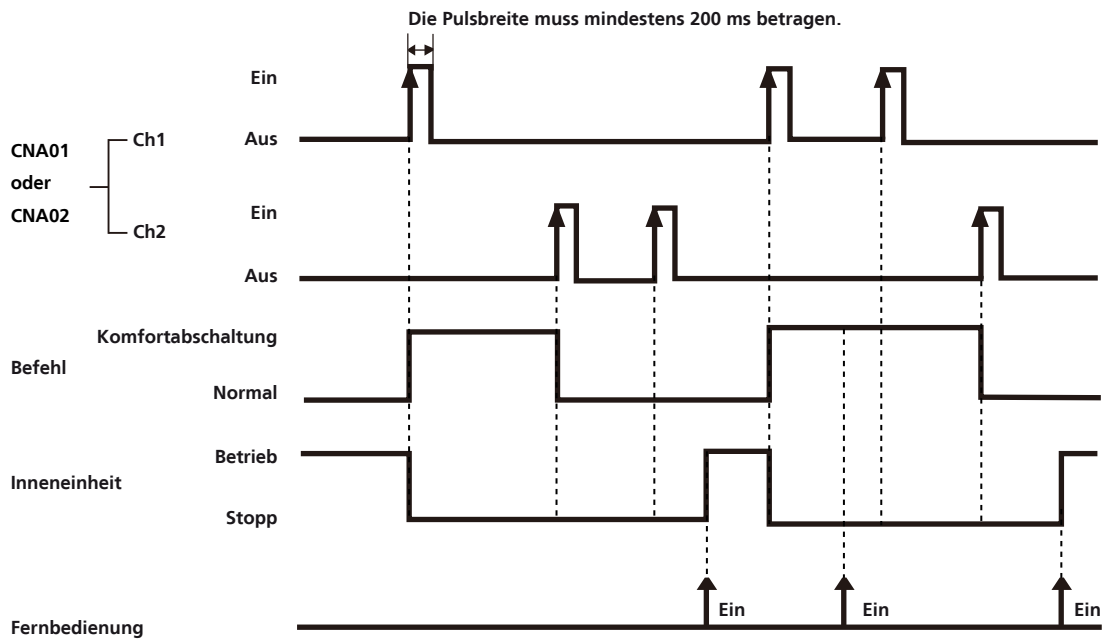 Die Pulsbreite muss mindestens 200 ms betragen.
Ein
CNA01
oder
CNA02
Ch1
Aus
Ein
Ch2
Aus
Komfortabschaltung
Befehl
Normal
Betrieb
Inneneinheit
Stopp
Ein
Ein
Ein
Fernbedienung